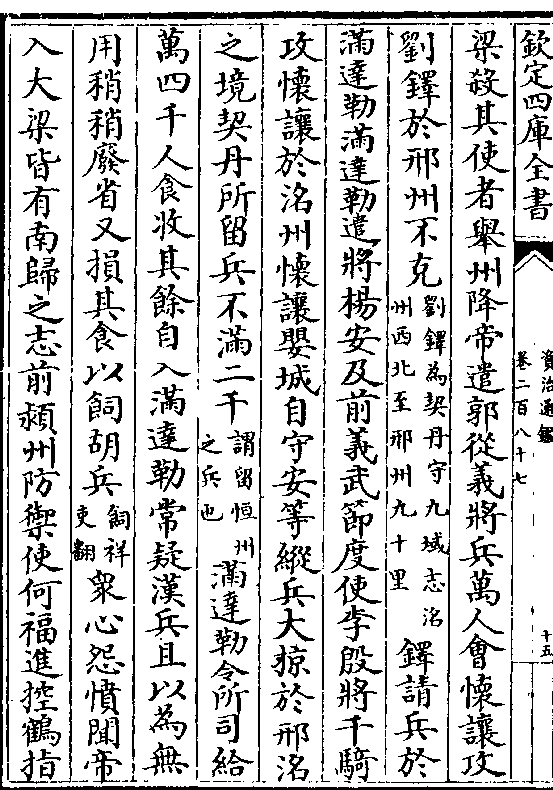 欽定四庫全書
資治通鑑
卷二百八十七
十五
梁殺其使者舉州降帝遣郭從義將兵萬人會懷讓攻
劉鐸於邢州不克劉鐸為契丹守九域志洺州西北至邢州九十里鐸請兵於
滿達勒滿達勒遣將楊安及前義武節度使李殷將千騎
攻懷讓於洺州懷讓嬰城自守安等縱兵大掠於邢洺
之境契丹所留兵不滿二千謂留恒州之兵也滿達勒令所司給
萬四千人食收其餘自入滿達勒常疑漢兵且以為無
用稍稍廢省又損其食以飼胡兵飼祥吏翻衆心怨憤聞帝
入大梁皆有南歸之志前潁州防禦使何福進控鶴指